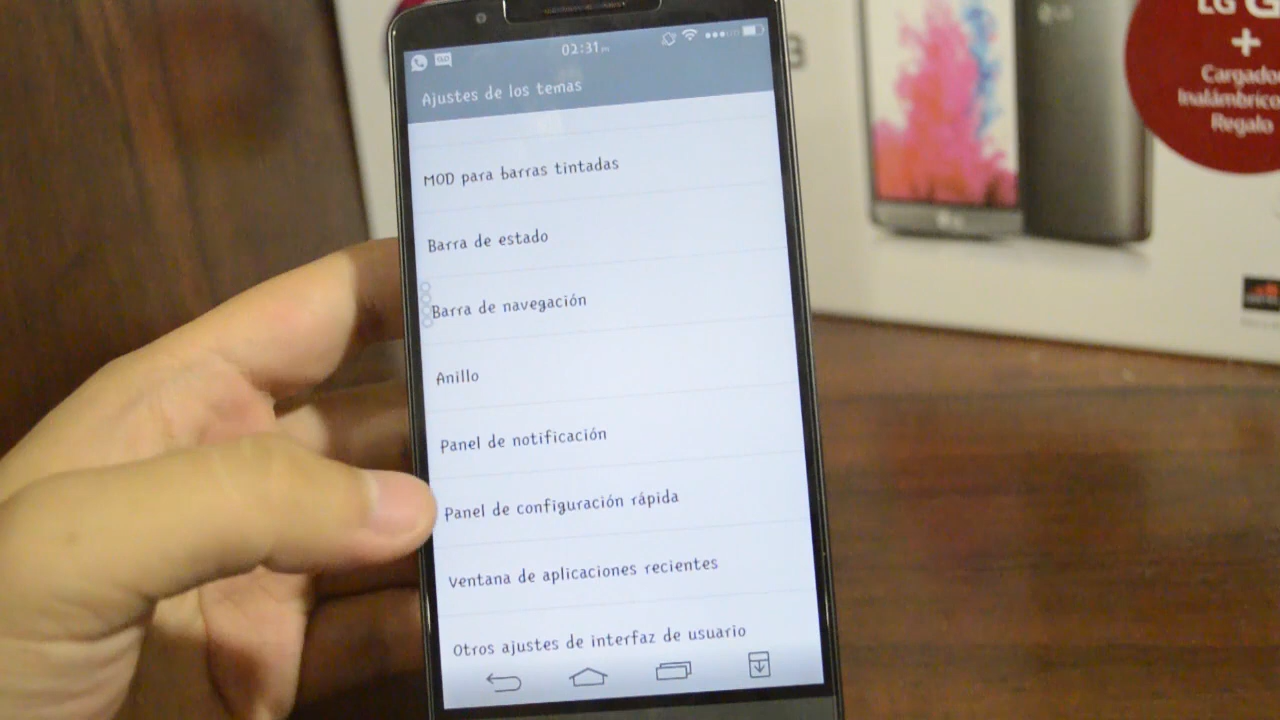 02:31
Ajustes de los temas
MOD para barras tintadas
Barra de estado
Barra de navegación
Anillo
Panel de notificación
Panel de configuración rápida
Ventana de aplicaciones recientes
Otros ajustes de interfaz de usuario
LG G
+
Cargador
Inalámbrico
Regalo
LG